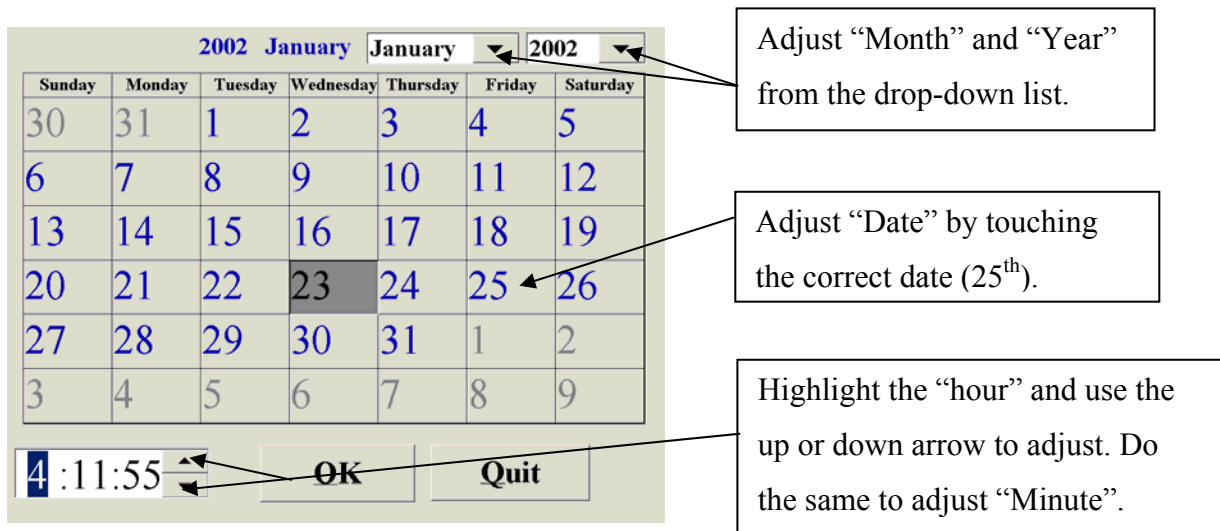 2002 January January 2002
Sunday Monday Tuesday Wednesday Thursday Friday Saturday
30 31 1 2 3 4 5
6 7 8 9 10 11 12
13 14 15 16 17 18 19
20 21 22 23 24 25 26
27 28 29 30 31 1 2
3 4 5 6 7 8 9
4 :11:55 OK Quit
Adjust “Month” and “Year”
from the drop-down list.
Adjust “Date” by touching
the correct date (25th).
Highlight the “hour” and use the
up or down arrow to adjust. Do
the same to adjust “Minute”.